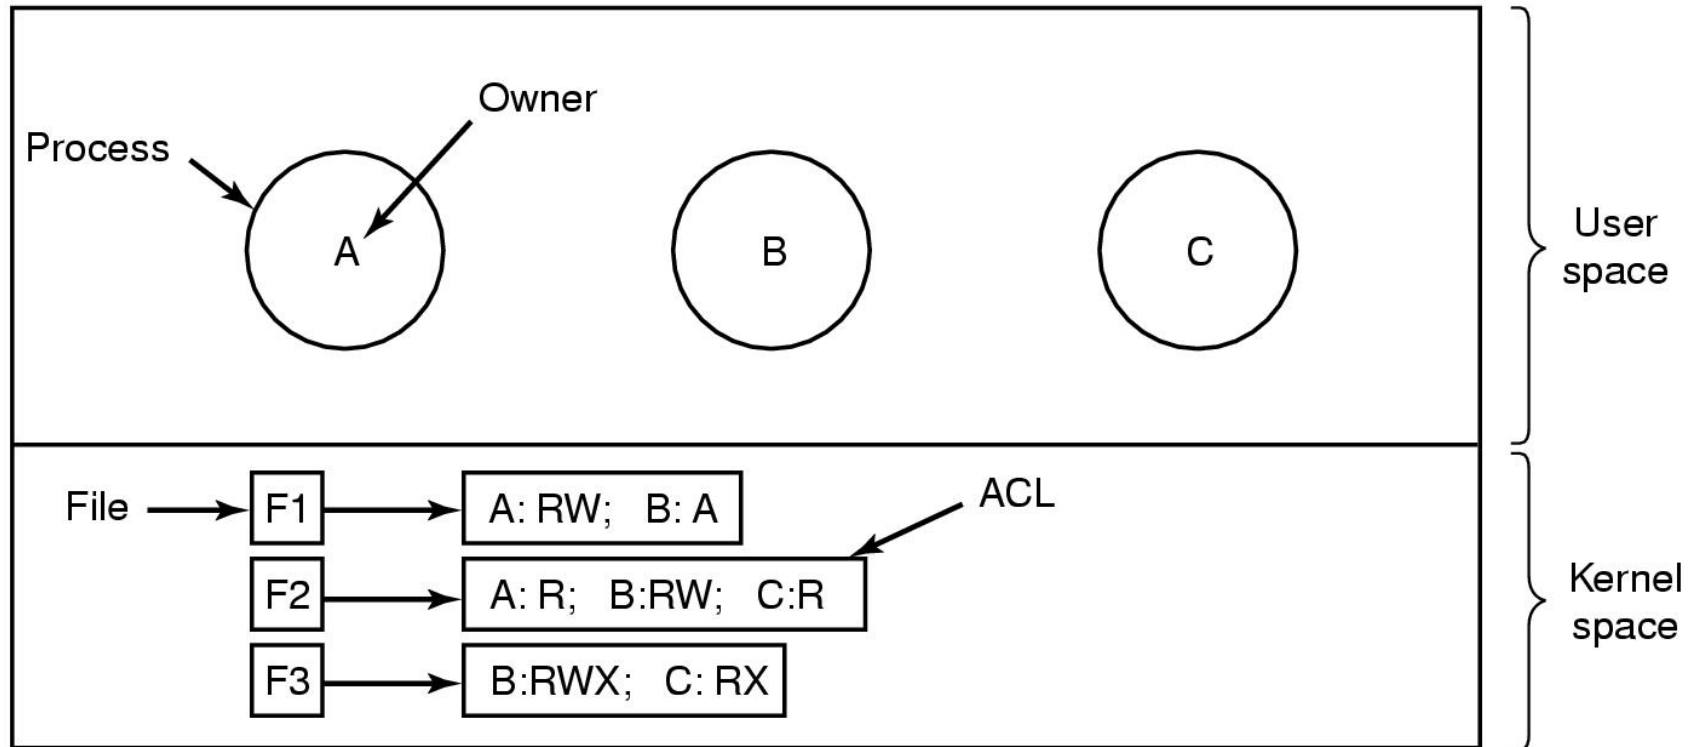 Owner
Process
A
B
C
User
space
File
F1
A: RW; B: A
ACL
F2
A: R; B:RW; C:R
F3
B:RWX; C: RX
Kernel
space